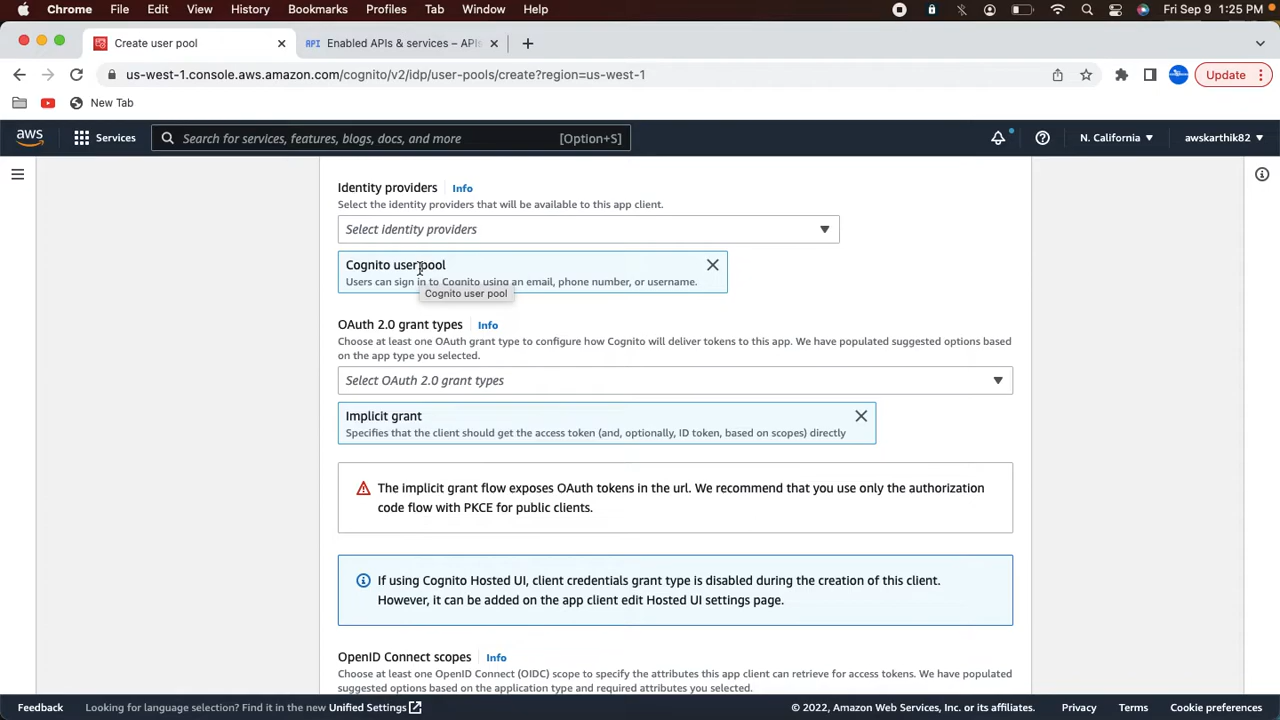 Chrome File Edit View History Bookmarks Profiles Tab Window Help Fri Sep 9 1:25 PM
Create user pool API Enabled APIs & services – APIs
us-west-1.console.aws.amazon.com/cognito/v2/idp/user-pools/create?region=us-west-1 Update
New Tab
aws Services Search for services, features, blogs, docs, and more [Option+S] N. California awskarthik82
Identity providers Info
Select the identity providers that will be available to this app client.
Select identity providers
Cognito user pool
Users can sign in to Cognito using an email, phone number, or username.
Cognito user pool
OAuth 2.0 grant types Info
Choose at least one OAuth grant type to configure how Cognito will deliver tokens to this app. We have populated suggested options based
on the app type you selected.
Select OAuth 2.0 grant types
Implicit grant
Specifies that the client should get the access token (and, optionally, ID token, based on scopes) directly
The implicit grant flow exposes OAuth tokens in the url. We recommend that you use only the authorization
code flow with PKCE for public clients.
If using Cognito Hosted UI, client credentials grant type is disabled during the creation of this client.
However, it can be added on the app client edit Hosted UI settings page.
OpenID Connect scopes Info
Choose at least one OpenID Connect (OIDC) scope to specify the attributes this app client can retrieve for access tokens. We have populated
suggested options based on the application type and required attributes you selected.
Feedback Looking for language selection? Find it in the new Unified Settings © 2022, Amazon Web Services, Inc. or its affiliates. Privacy Terms Cookie preferences